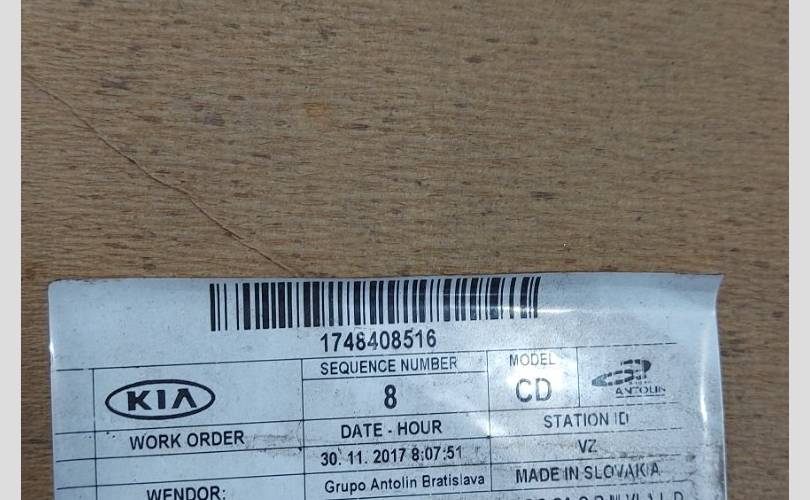 1748408516
SEQUENCE NUMBER
MODEL
KIA
8
CD
ANTOLIN
WORK ORDER
DATE - HOUR
STATION ID
30. 11. 2017 8:07:51
VZ
WENDOR:
Grupo Antolin Bratislava
MADE IN SLOVAKIA